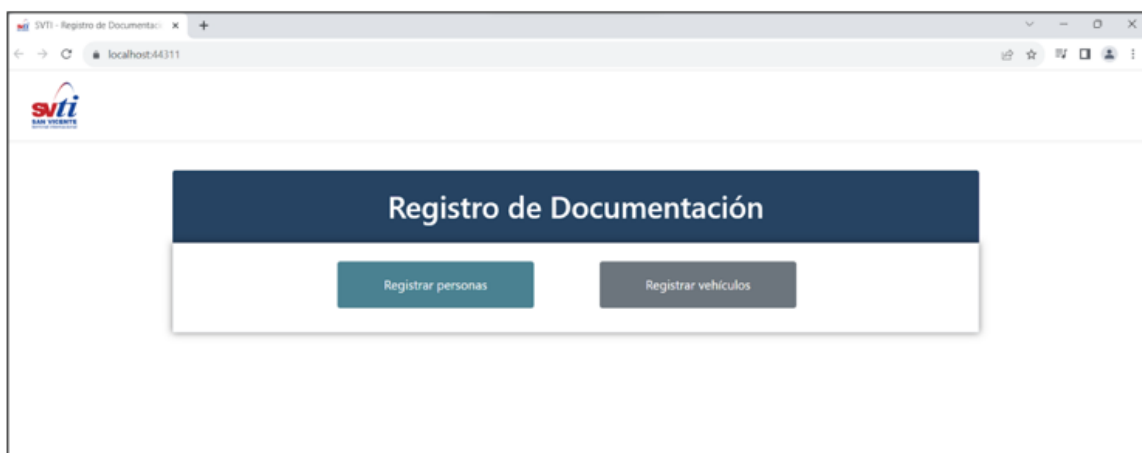 SVTI - Registro de Documentaci
localhost:44311
svti
SAN VICENTE
Registro de Documentación
Registrar personas
Registrar vehículos